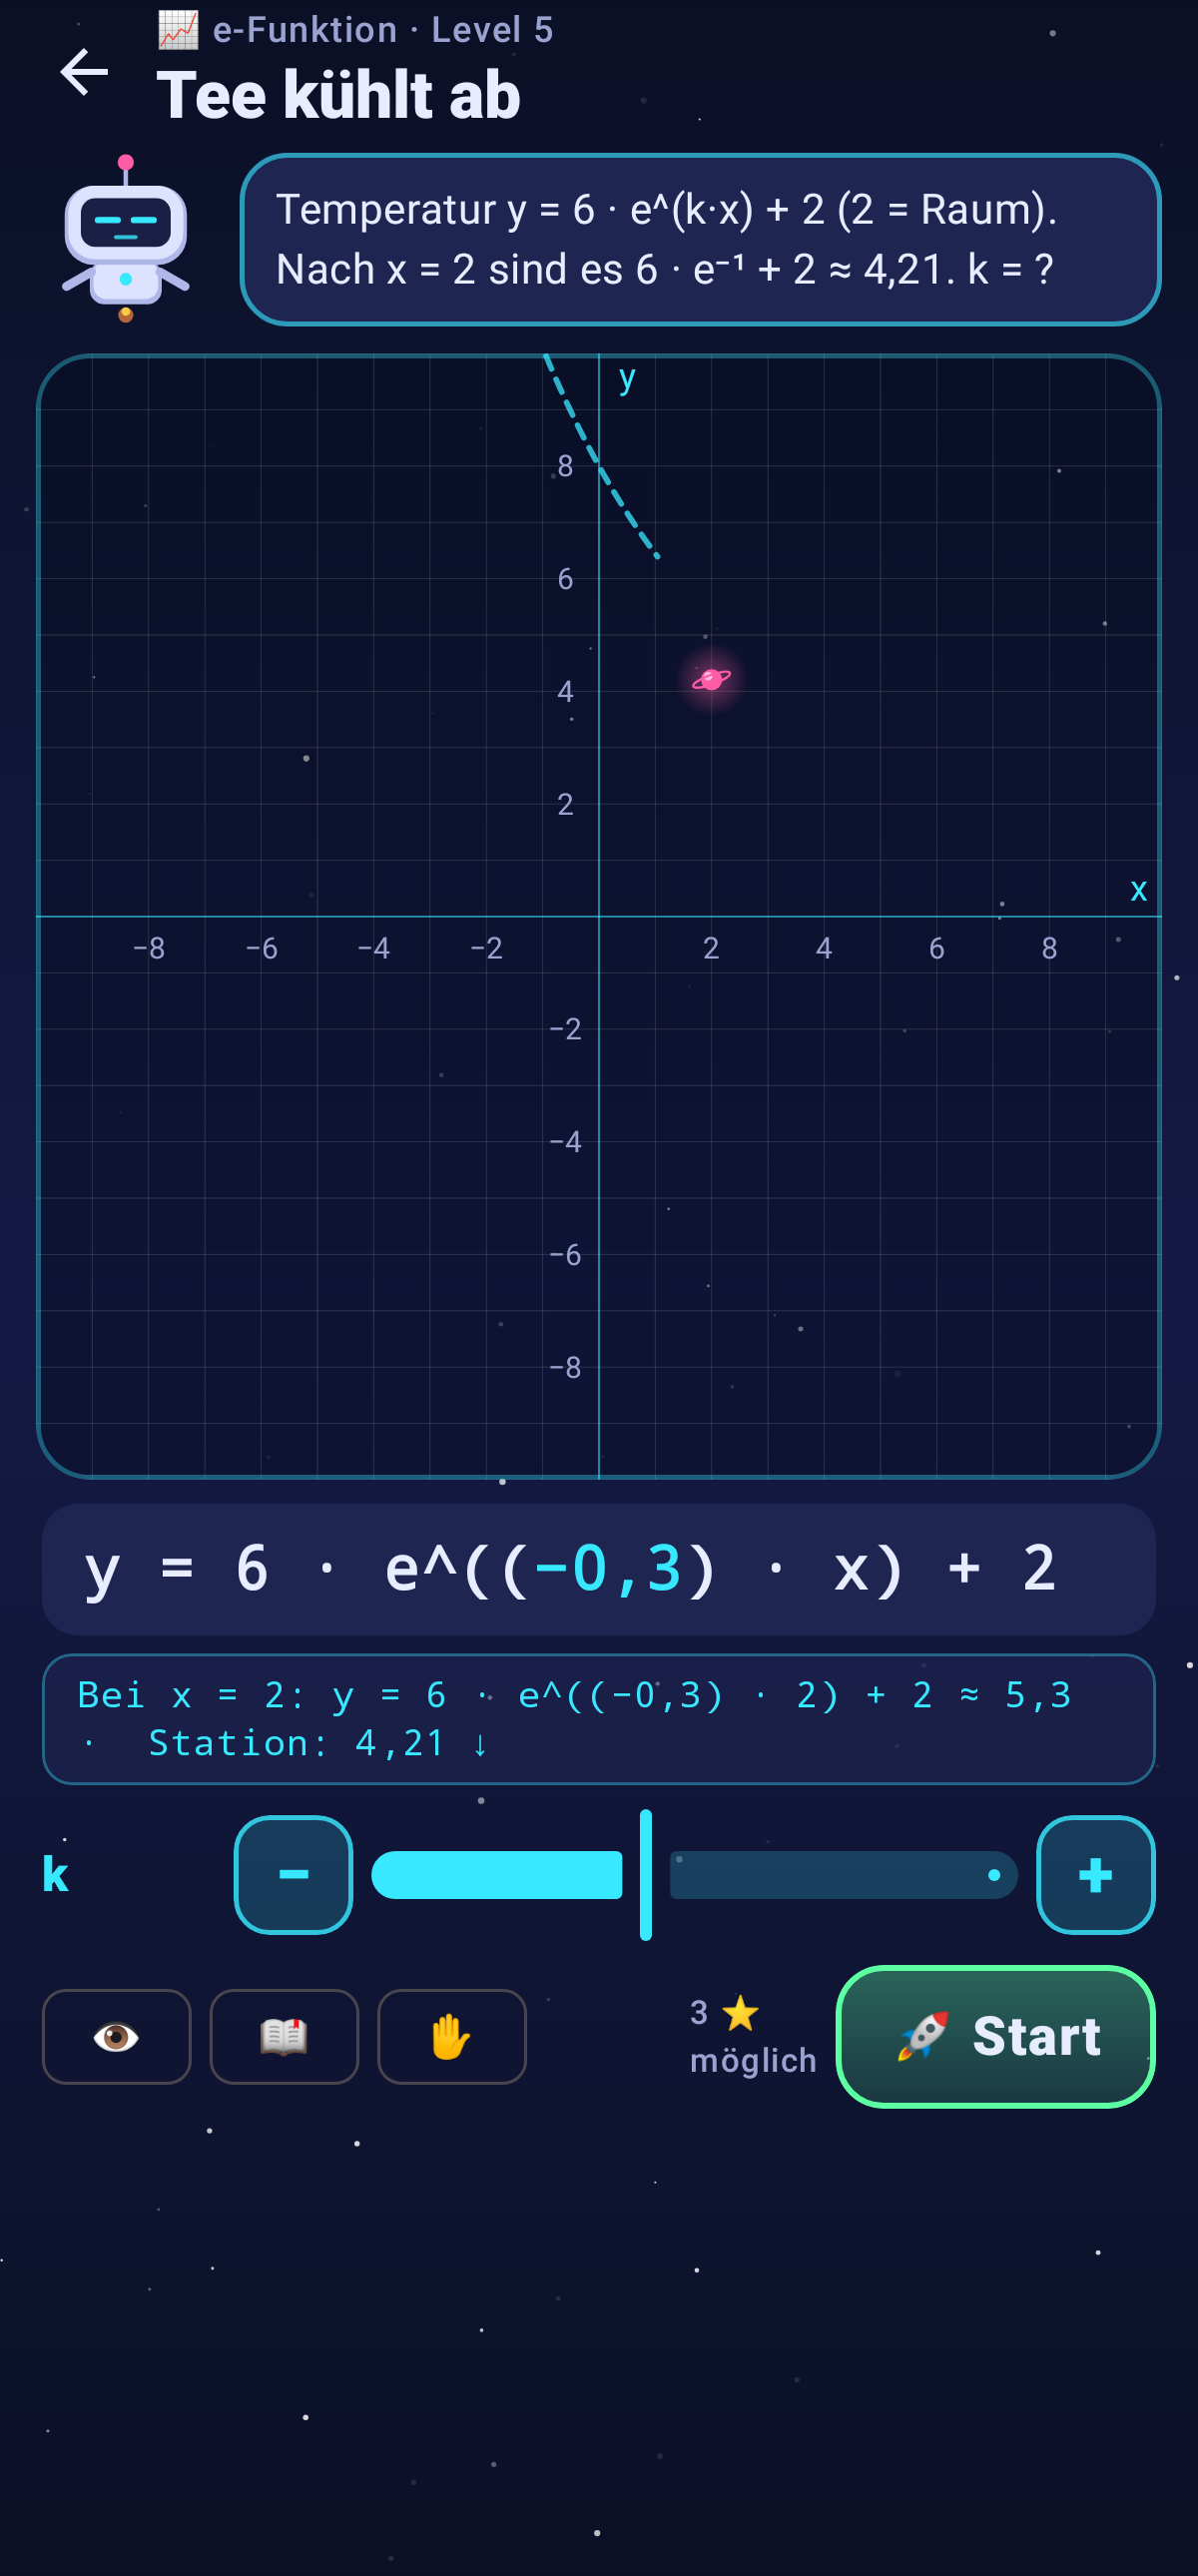 📈 e-Funktion · Level 5
Tee kühlt ab
Temperatur y = 6 · e^(k·x) + 2 (2 = Raum).
Nach x = 2 sind es 6 · e⁻¹ + 2 ≈ 4,21. k = ?
y
8
6
4
2
x
−8 −6 −4 −2 2 4 6 8
−2
−4
−6
−8
y = 6 · e^((−0,3) · x) + 2
Bei x = 2: y = 6 · e^((−0,3) · 2) + 2 ≈ 5,3
· Station: 4,21 ↓
k − +
3 ⭐
möglich
🚀 Start